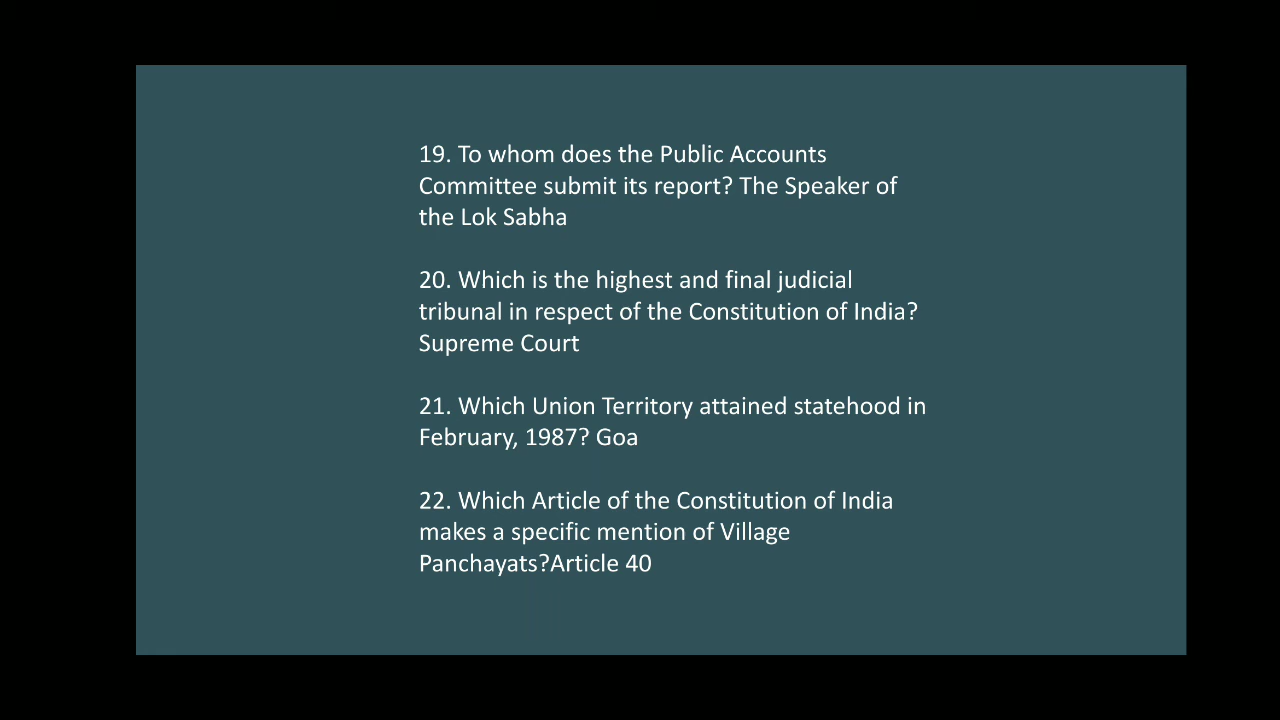 19. To whom does the Public Accounts
Committee submit its report? The Speaker of
the Lok Sabha
20. Which is the highest and final judicial
tribunal in respect of the Constitution of India?
Supreme Court
21. Which Union Territory attained statehood in
February, 1987? Goa
22. Which Article of the Constitution of India
makes a specific mention of Village
Panchayats?Article 40